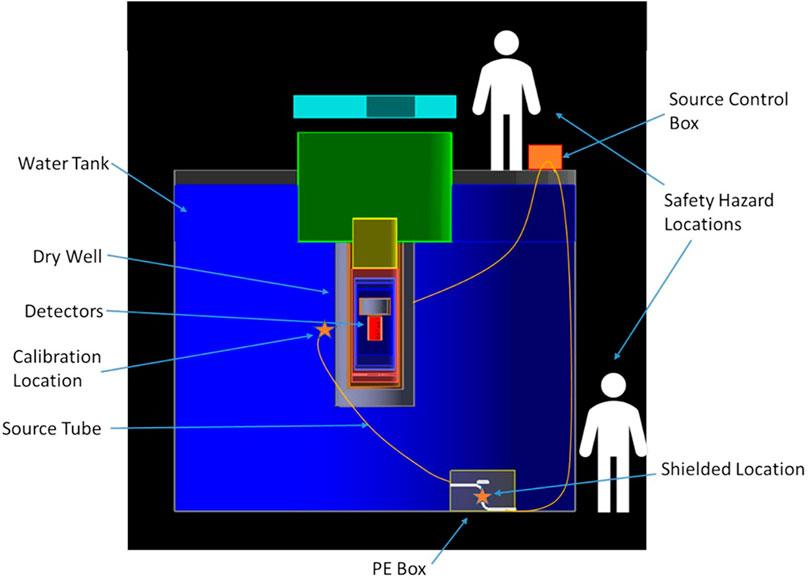 Source Control
Box
Water Tank
Safety Hazard
Locations
Dry Well
Detectors
Calibration
Location
Source Tube
Shielded Location
PE Box